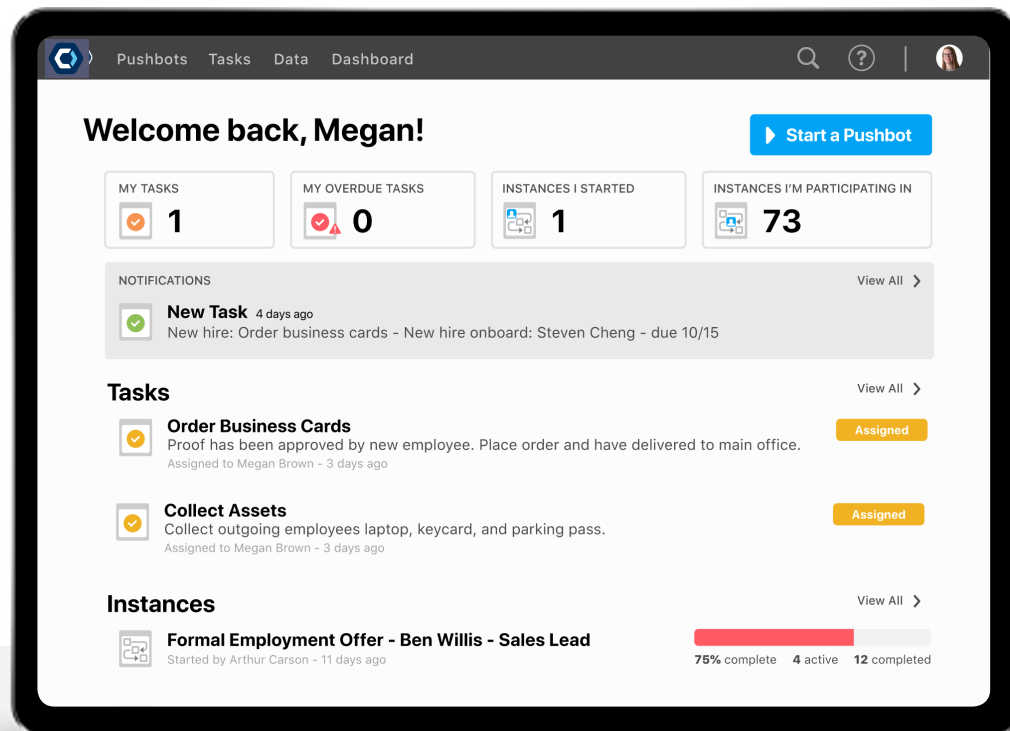 Pushbots Tasks Data Dashboard ?
Welcome back, Megan!
Start a Pushbot
MY TASKS
1
MY OVERDUE TASKS
0
INSTANCES I STARTED
1
INSTANCES I'M PARTICIPATING IN
73
NOTIFICATIONS
View All
New Task 4 days ago
New hire: Order business cards - New hire onboard: Steven Cheng - due 10/15
Tasks
View All
Order Business Cards
Assigned
Proof has been approved by new employee. Place order and have delivered to main office.
Assigned to Megan Brown - 3 days ago
Collect Assets
Assigned
Collect outgoing employees laptop, keycard, and parking pass.
Assigned to Megan Brown - 3 days ago
Instances
View All
Formal Employment Offer - Ben Willis - Sales Lead
Started by Arthur Carson - 11 days ago
75% complete 4 active 12 completed